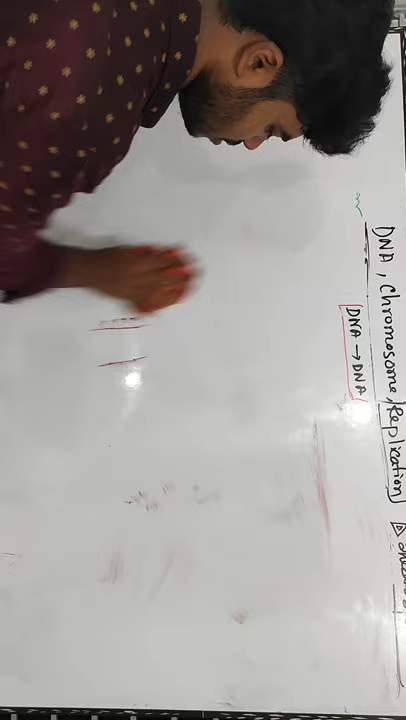 DNA, Chromosome, Replication
DNA → DNA